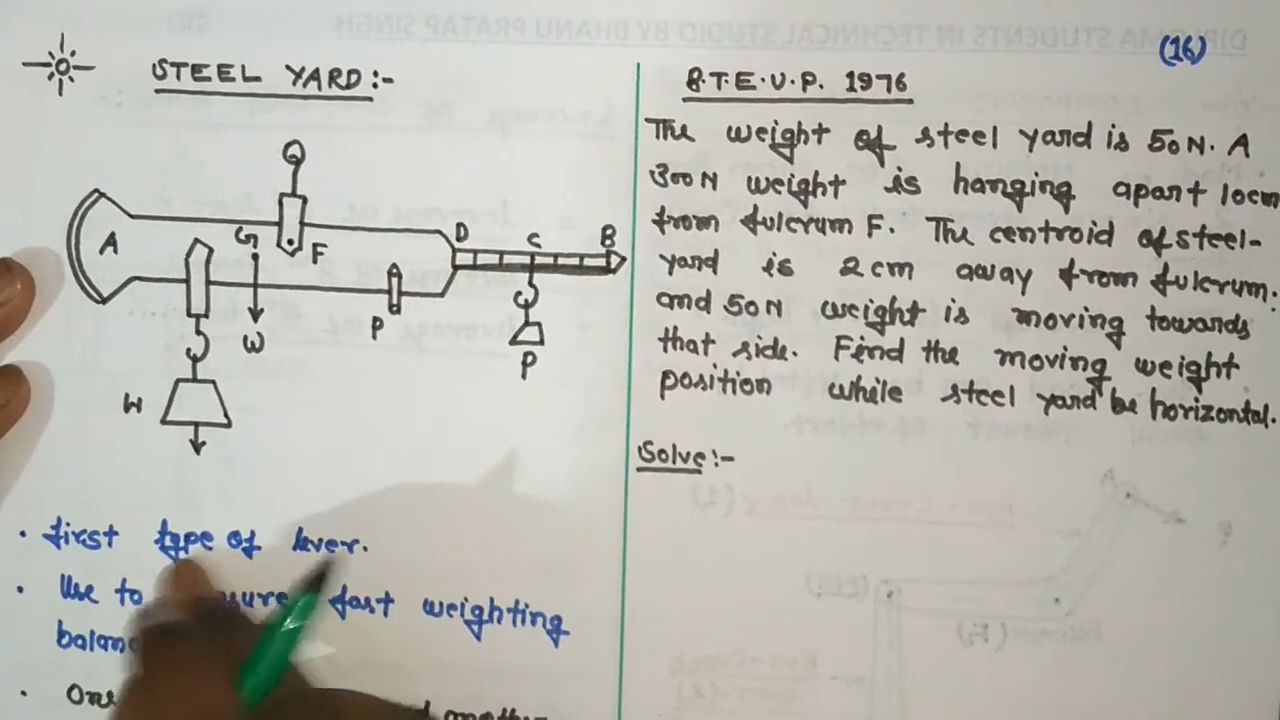 (16)
STEEL YARD:-
A
G
F
D
C
B
W
P
P
W
. first type of lever.
. Use to fast weighting
. One
B.T.E.U.P. 1976
The weight of steel yard is 50N. A
300N weight is hanging apart 10cm
from fulcrum F. The centroid of steel-
yard is 2cm away from fulcrum.
and 50N weight is moving towards
that side. Find the moving weight
position while steel yard be horizontal.
Solve:-